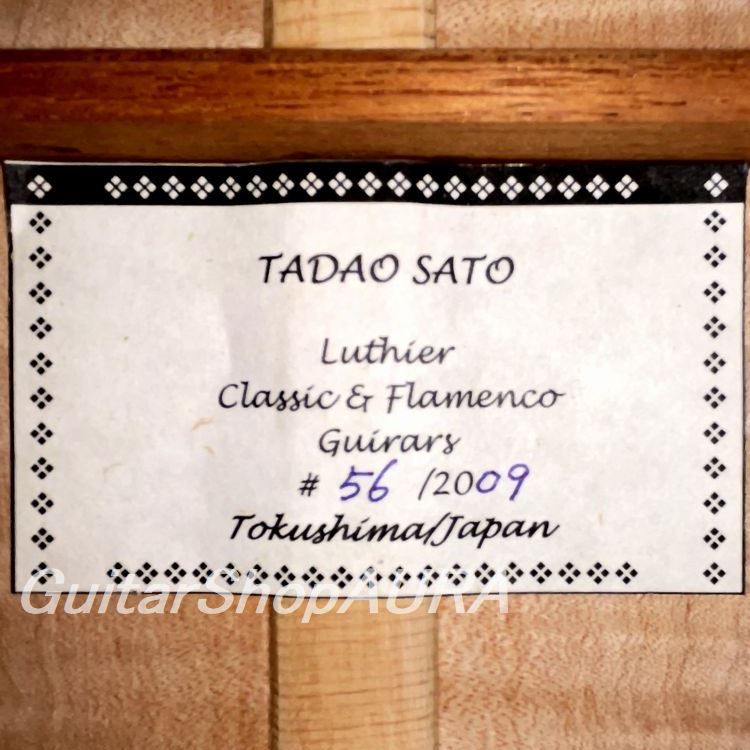 TADAO SATO
Luthier
Classic & Flamenco
Guirars
# 56 /2009
Tokushima/Japan
GuitarShopAURA